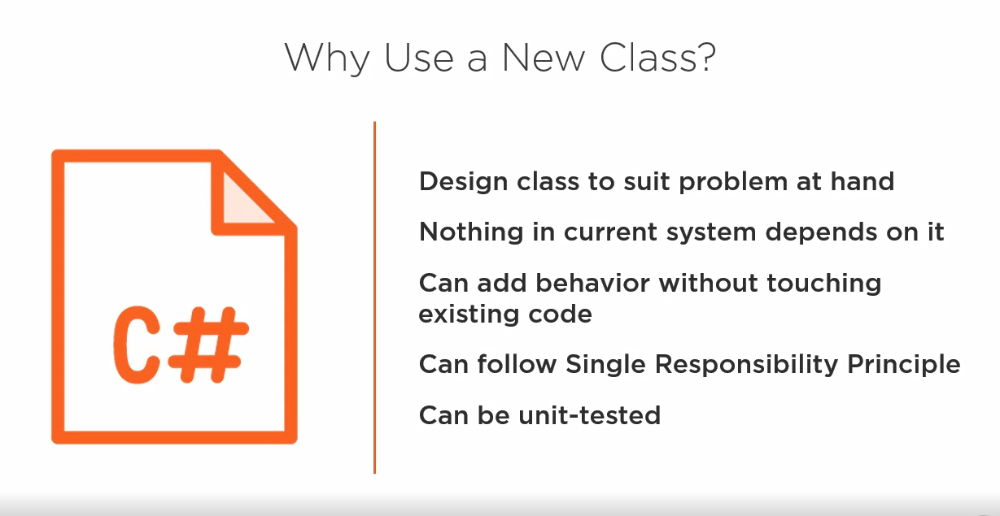 Why Use a New Class?
C#
Design class to suit problem at hand
Nothing in current system depends on it
Can add behavior without touching
existing code
Can follow Single Responsibility Principle
Can be unit-tested